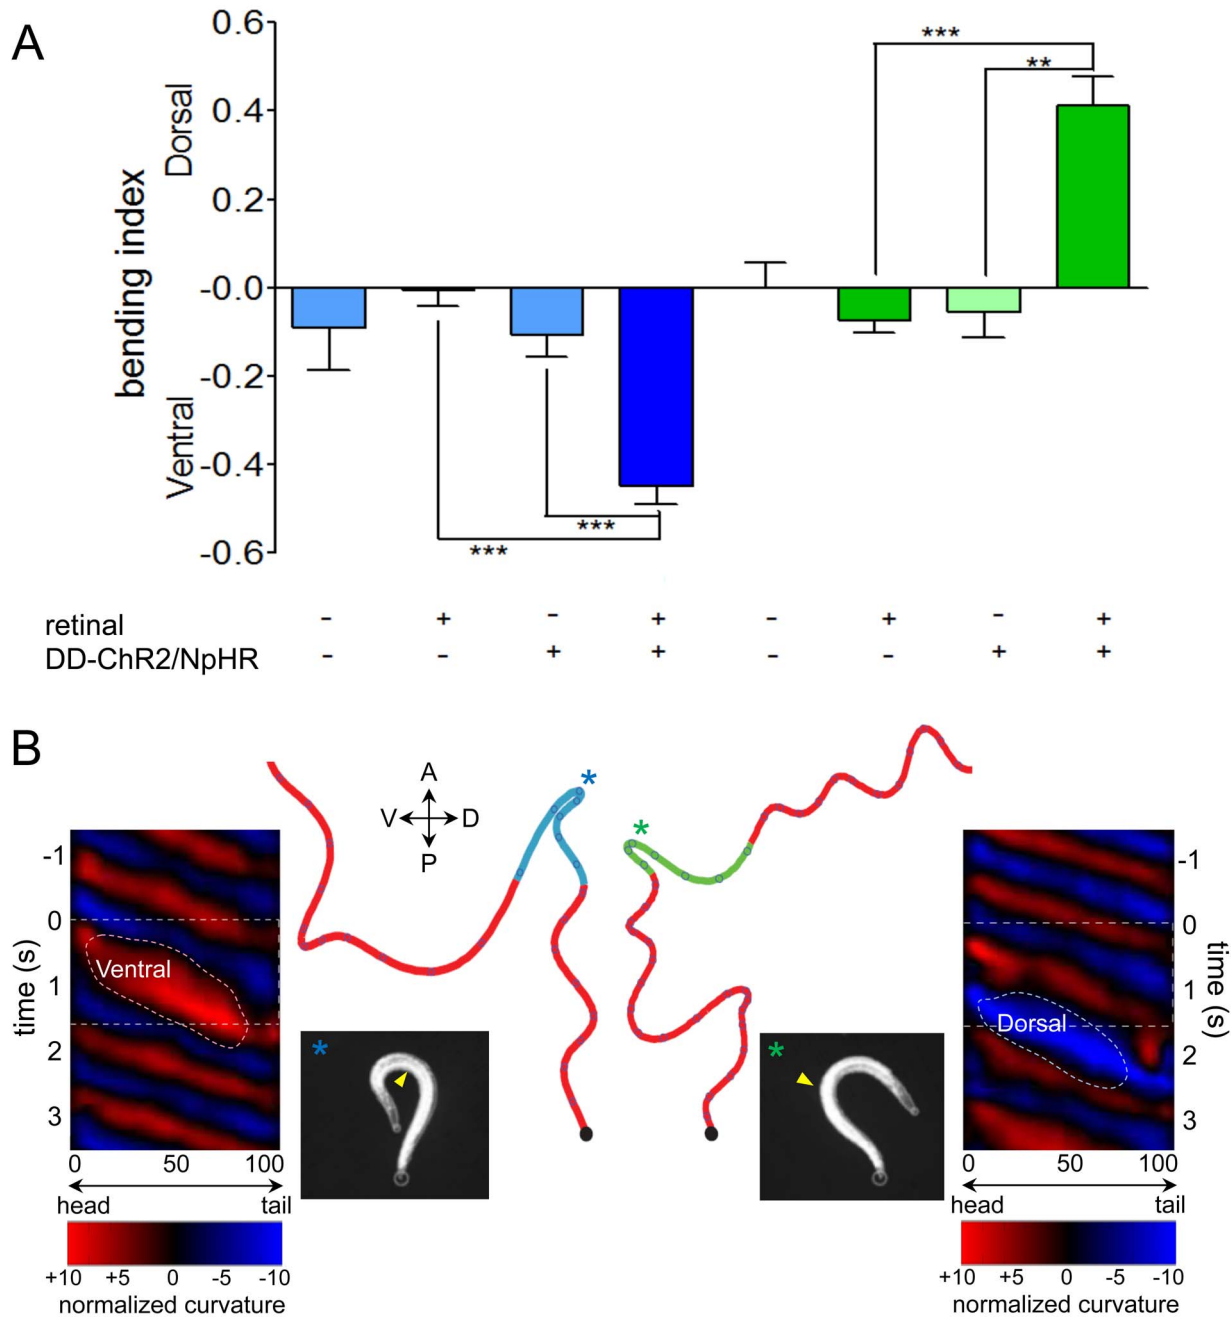 A
0.6
0.4
0.2
-0.0
-0.2
-0.4
-0.6
Dorsal
bending index
Ventral
***
**
***
***
retinal - + - + - + - +
DD-ChR2/NpHR - - + + - - + +
B
A
V D
P
*
*
-1
0
1
2
3
time (s)
Ventral
0 50 100
head tail
+10 +5 0 -5 -10
normalized curvature
*
*
-1
0
1
2
3
time (s)
Dorsal
0 50 100
head tail
+10 +5 0 -5 -10
normalized curvature